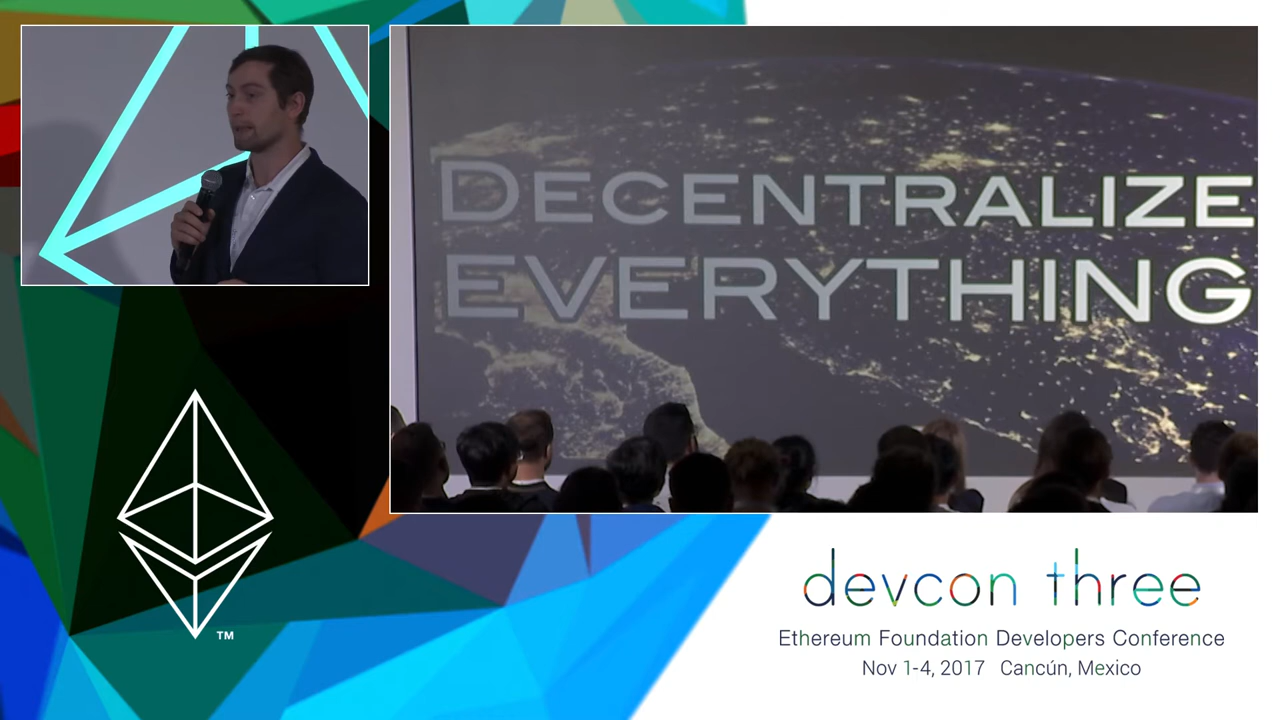 DECENTRALIZE
EVERYTHING
TM
devcon three
Ethereum Foundation Developers Conference
Nov 1-4, 2017 Cancún, Mexico